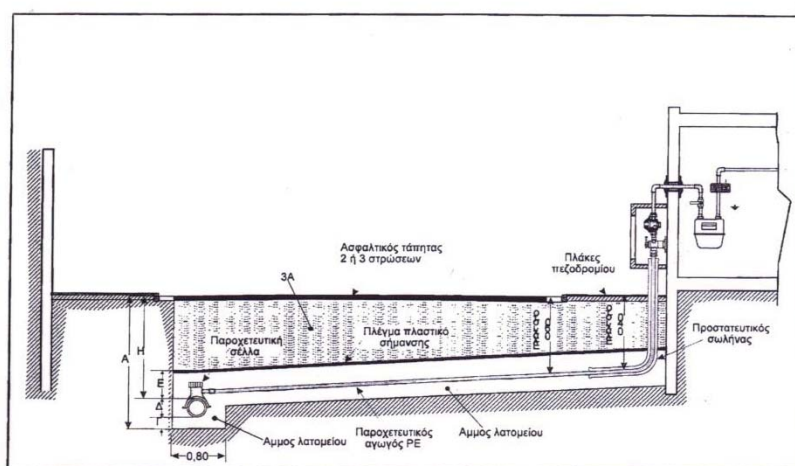 Ασφαλτικός τάπητας
2 ή 3 στρώσεων
Πλάκες
πεζοδρομίου
3Α
Παροχετευτική
σέλλα
Πλέγμα πλαστικό
σήμανσης
Προστατευτικός
σωλήνας
A
H
E
Δ
Γ
Αμμος λατομείου
Παροχετευτικός
αγωγός PE
Αμμος λατομείου
0,80